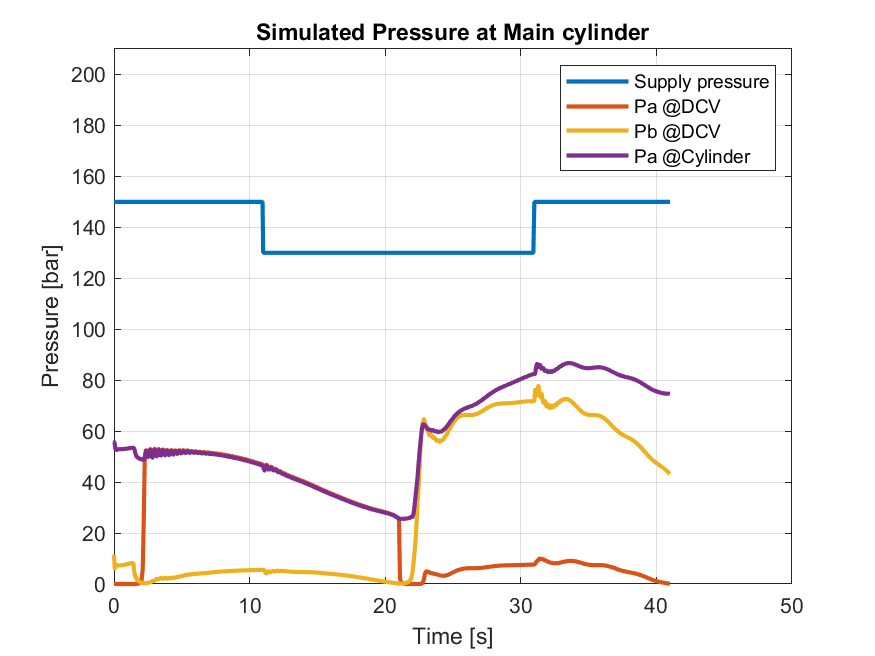 Simulated Pressure at Main cylinder
Supply pressure
Pa @DCV
Pb @DCV
Pa @Cylinder
Pressure [bar]
200
180
160
140
120
100
80
60
40
20
0
0 10 20 30 40 50
Time [s]